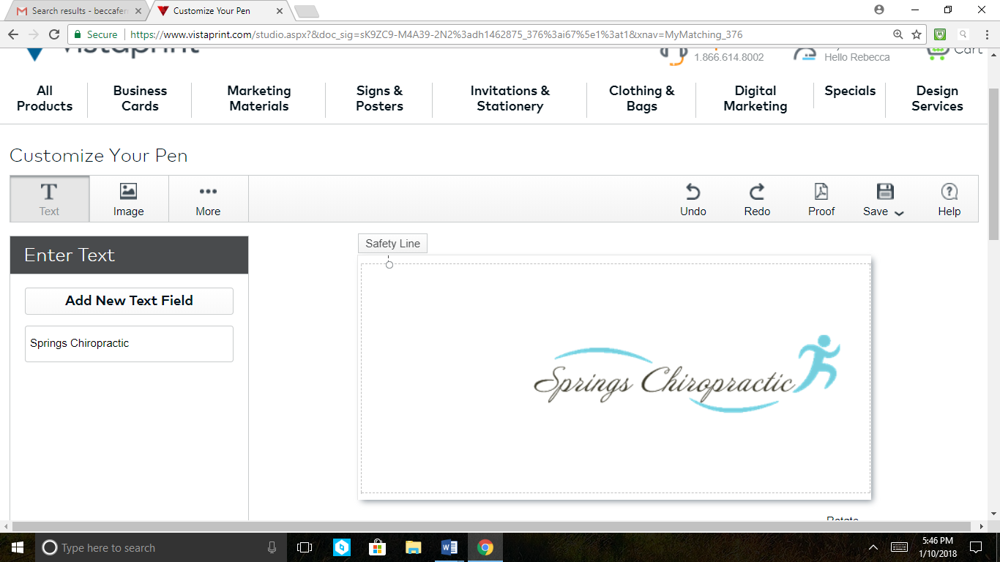 Search results - beccafer
Customize Your Pen
Secure
https://www.vistaprint.com/studio.aspx?&doc_sig=sK9ZC9-M4A39-2N2%3adh1462875_376%3ai67%5e1%3at1&xnav=MyMatching_376
vistaprint
1.866.614.8002
Hello Rebecca
Cart
All Products
Business Cards
Marketing Materials
Signs & Posters
Invitations & Stationery
Clothing & Bags
Digital Marketing
Specials
Design Services
Customize Your Pen
Text
Image
More
Undo
Redo
Proof
Save
Help
Enter Text
Add New Text Field
Springs Chiropractic
Safety Line
Springs Chiropractic
Rotate
Type here to search
5:46 PM
1/10/2018